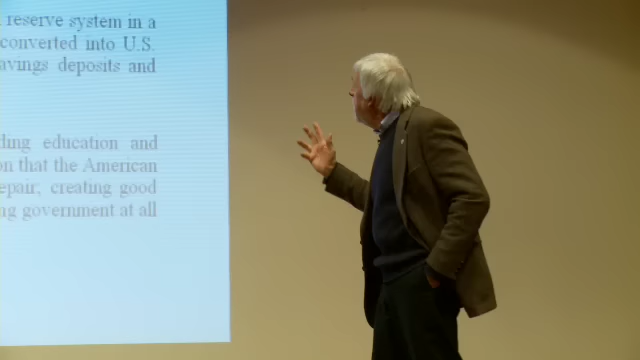 reserve system in a
converted into U.S.
avings deposits and
ding education and
on that the American
epair; creating good
ng government at all